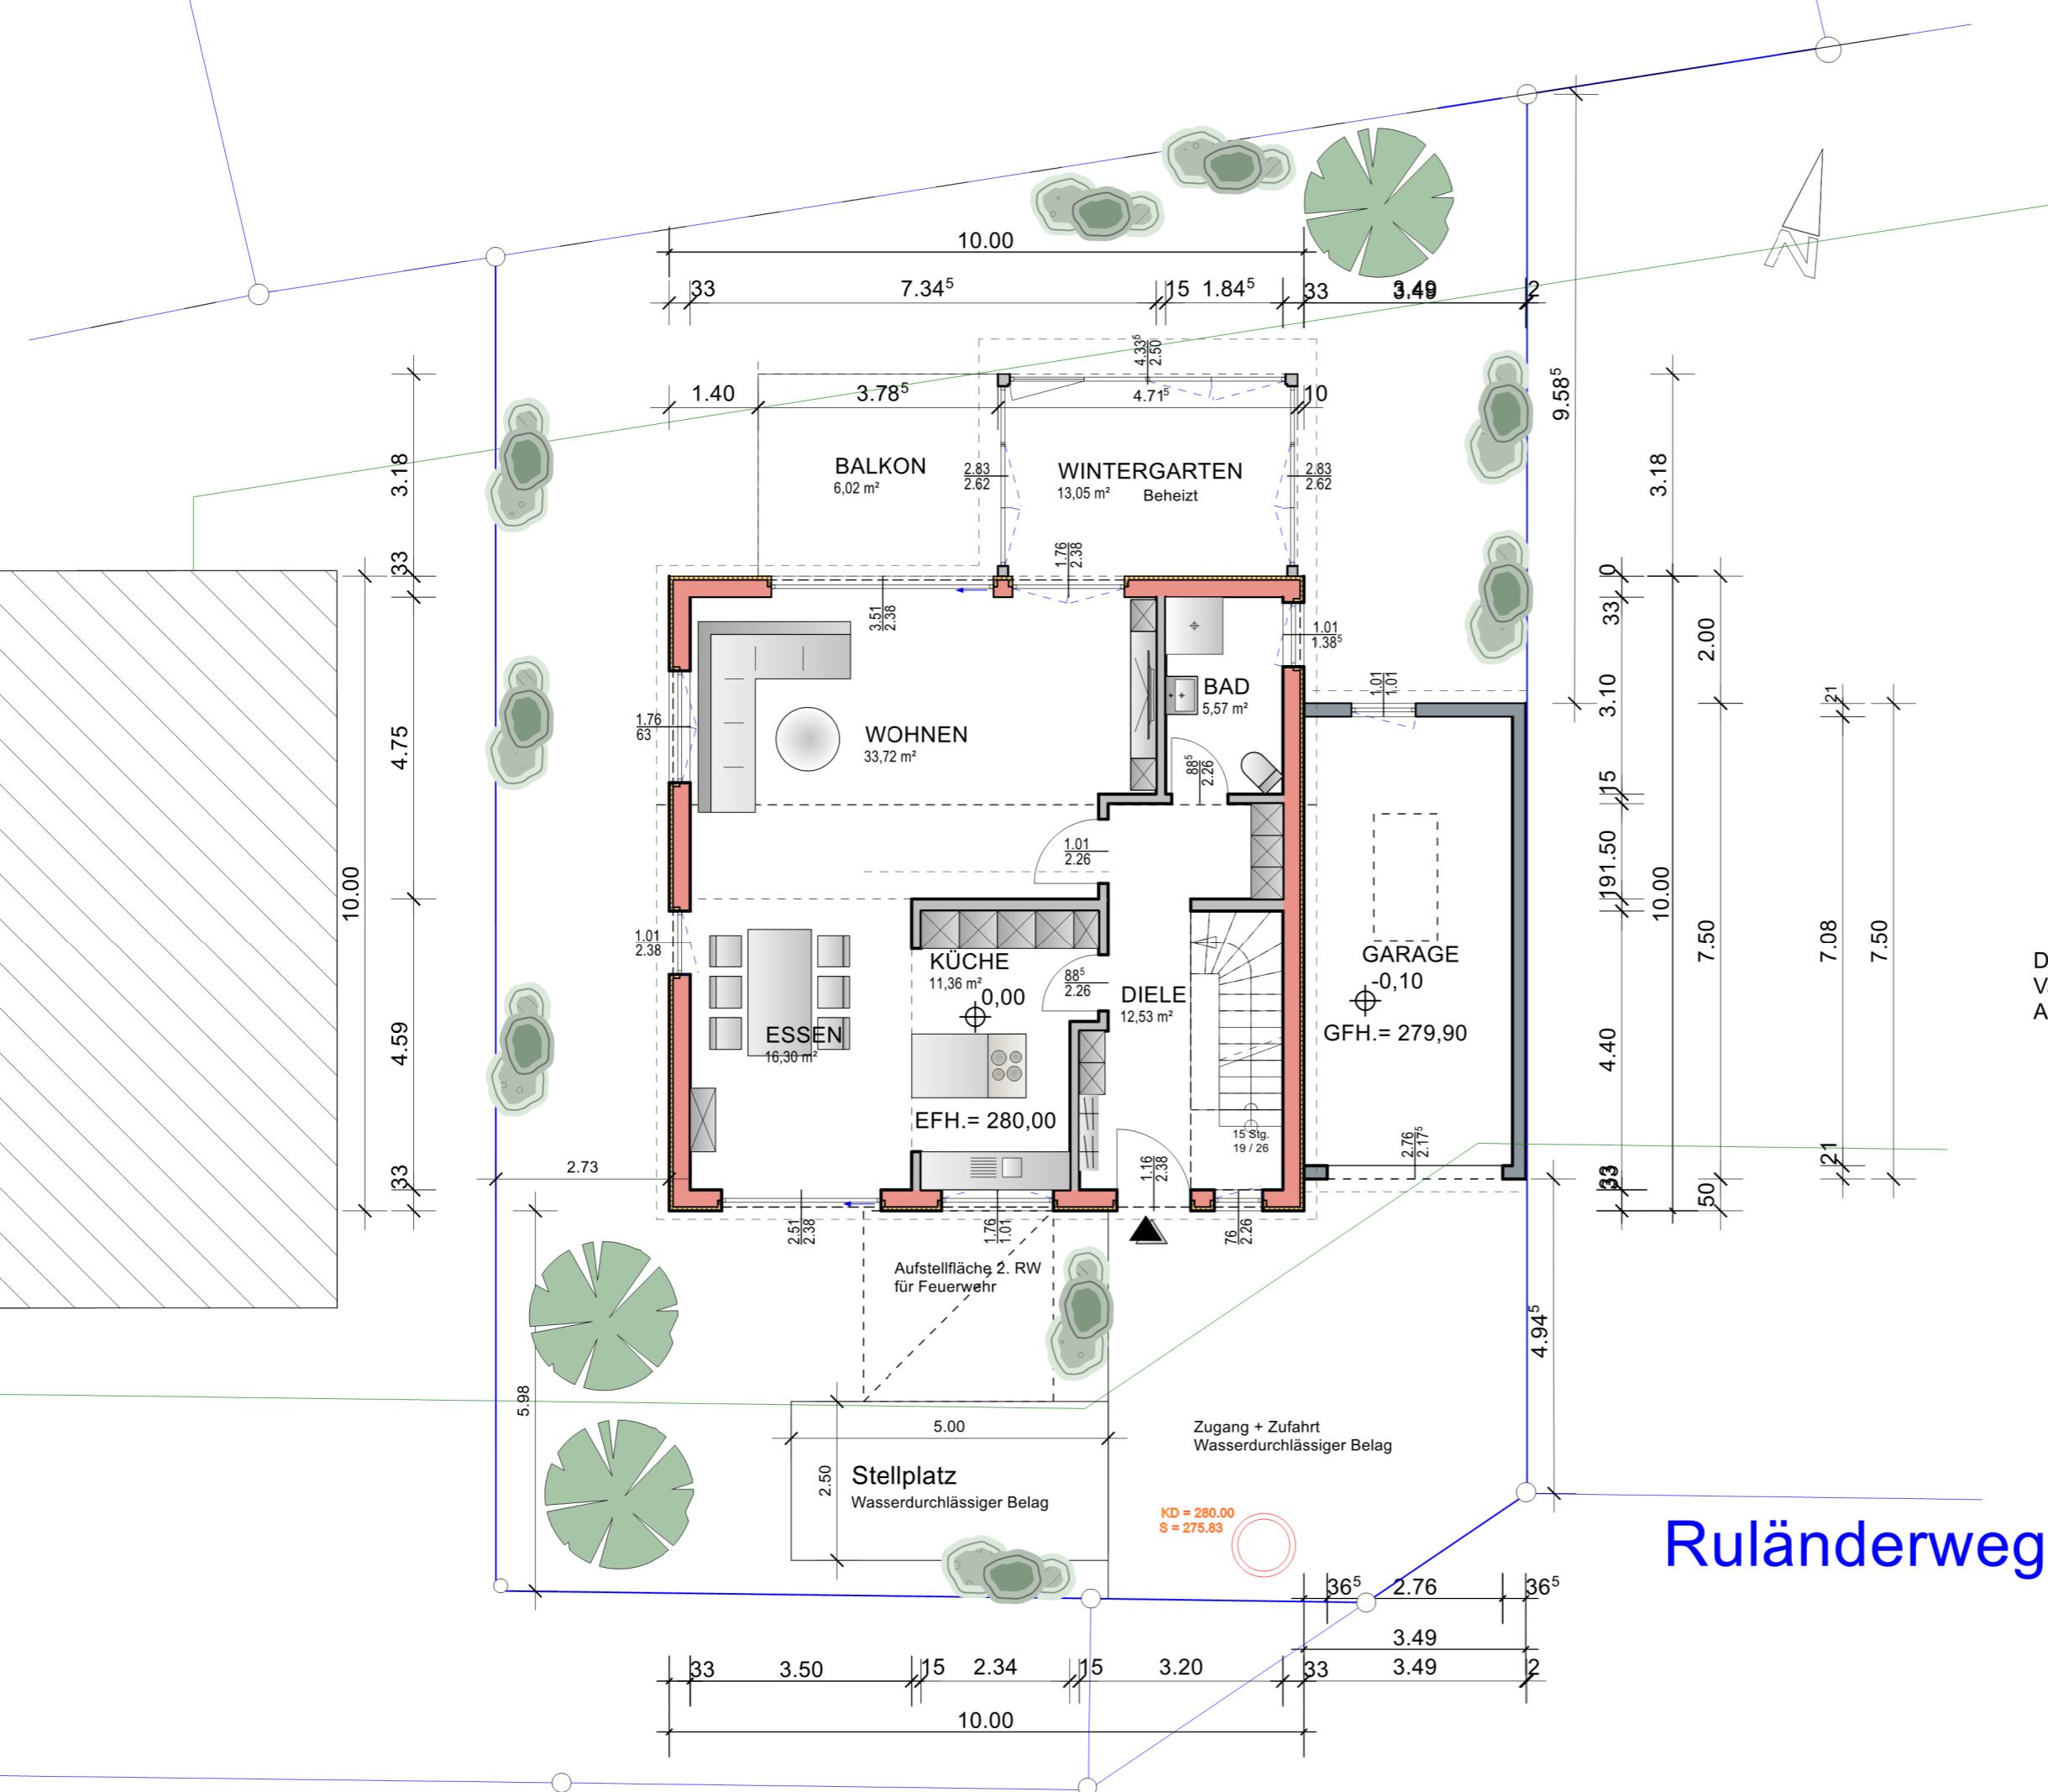 10.00
33
7.34⁵
15
1.84⁵
33
3.49
2
4.33⁵
2.50
1.40
3.78⁵
4.71⁵
10
9.58⁵
N
3.18
33
4.75
10.00
4.59
33
BALKON
6,02 m²
2.83
2.62
WINTERGARTEN
13,05 m²
Beheizt
2.83
2.62
1.76
2.38
3.51
2.38
1.01
1.38⁵
BAD
5,57 m²
1.01
1.01
1.76
63
WOHNEN
33,72 m²
88⁵
2.26
1.01
2.26
1.01
2.38
KÜCHE
11,36 m²
0,00
88⁵
2.26
DIELE
12,53 m²
ESSEN
16,30 m²
EFH.= 280,00
GARAGE
-0,10
GFH.= 279,90
15 Stg.
19 / 26
2.76
2.17⁵
1.16
2.38
2.51
2.38
1.76
1.01
76
2.26
2.73
3.18
0
33
2.00
3.10
21
15
1.50
19
10.00
7.50
7.08
7.50
4.40
21
33
50
D
V
A
Aufstellfläche 2. RW
für Feuerwehr
4.94⁵
5.98
5.00
2.50
Stellplatz
Wasserdurchlässiger Belag
Zugang + Zufahrt
Wasserdurchlässiger Belag
KD = 280.00
S = 275.83
Ruländerweg
36⁵
2.76
36⁵
3.49
33
3.50
15
2.34
15
3.20
33
3.49
2
10.00